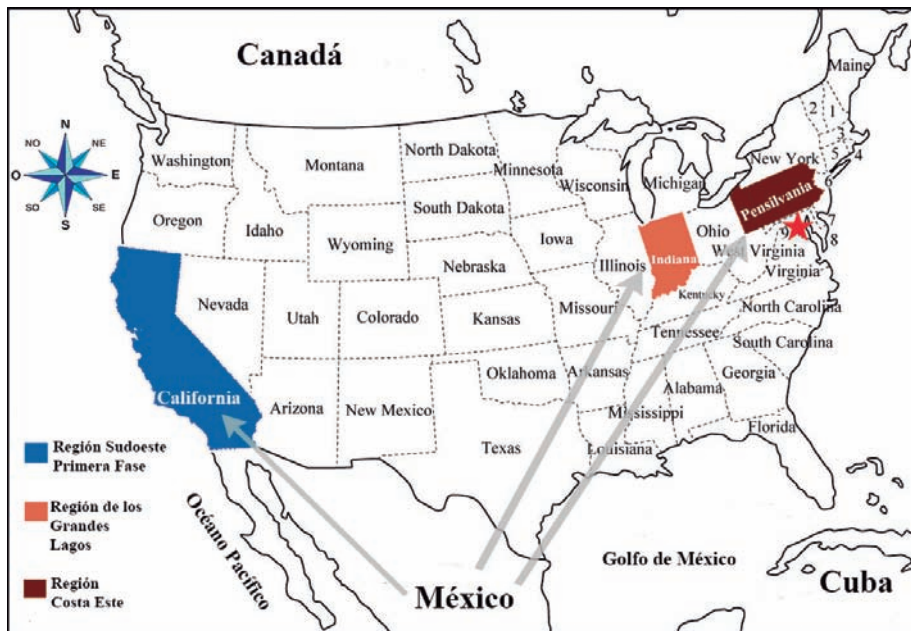 Canadá
Maine
2
1
N
NO
NE
O
E
SO
SE
S
Washington
Montana
North Dakota
Minnesota
Wisconsin
Michigan
New York
5
4
6
Oregon
Idaho
Wyoming
South Dakota
Iowa
Illinois
Indiana
Ohio
Pensilvania
West Virginia
9
8
Virginia
Nevada
Utah
Colorado
Nebraska
Kansas
Missouri
Kentucky
North Carolina
Tennessee
South Carolina
California
Arizona
New Mexico
Oklahoma
Arkansas
Mississippi
Alabama
Georgia
Texas
Louisiana
Florida
Región Sudoeste
Primera Fase
Región de los
Grandes
Lagos
Región
Costa Este
Océano Pacífico
México
Golfo de México
Cuba